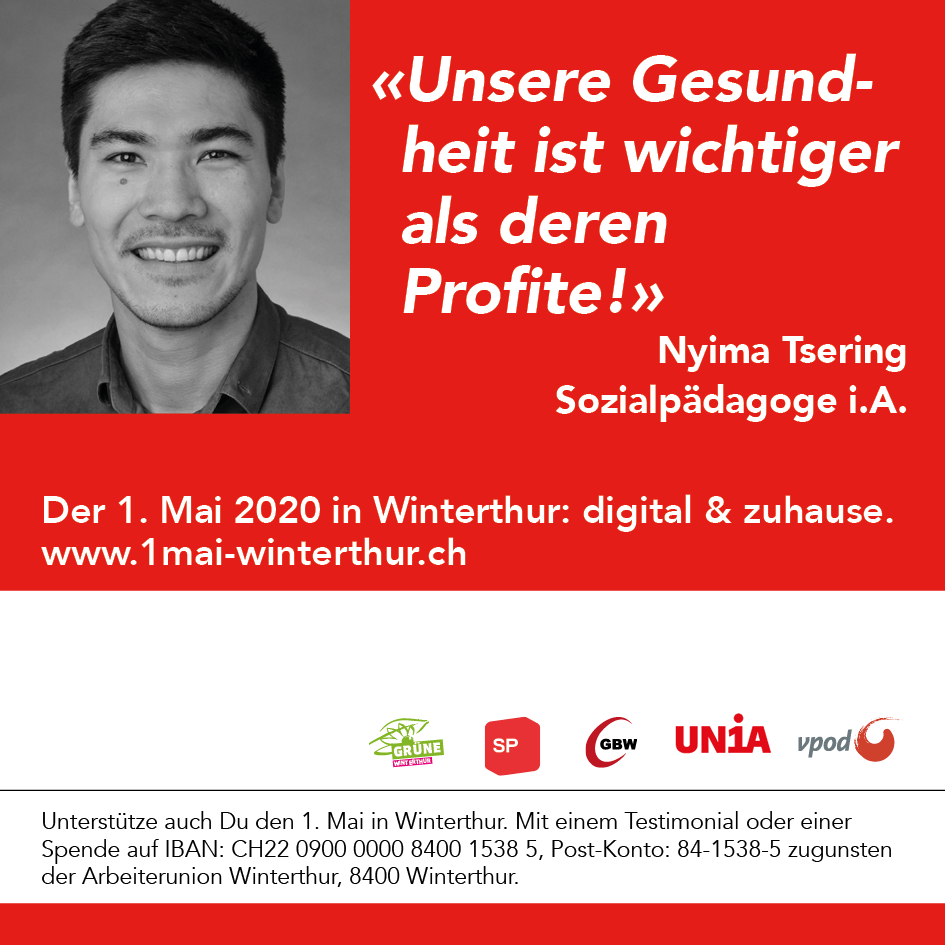 «Unsere Gesund-
heit ist wichtiger
als deren
Profite!»
Nyima Tsering
Sozialpädagoge i.A.
Der 1. Mai 2020 in Winterthur: digital & zuhause.
www.1mai-winterthur.ch
GRÜNE
WINTERTHUR
SP
GBW
UNiA
vpod
Unterstütze auch Du den 1. Mai in Winterthur. Mit einem Testimonial oder einer
Spende auf IBAN: CH22 0900 0000 8400 1538 5, Post-Konto: 84-1538-5 zugunsten
der Arbeiterunion Winterthur, 8400 Winterthur.